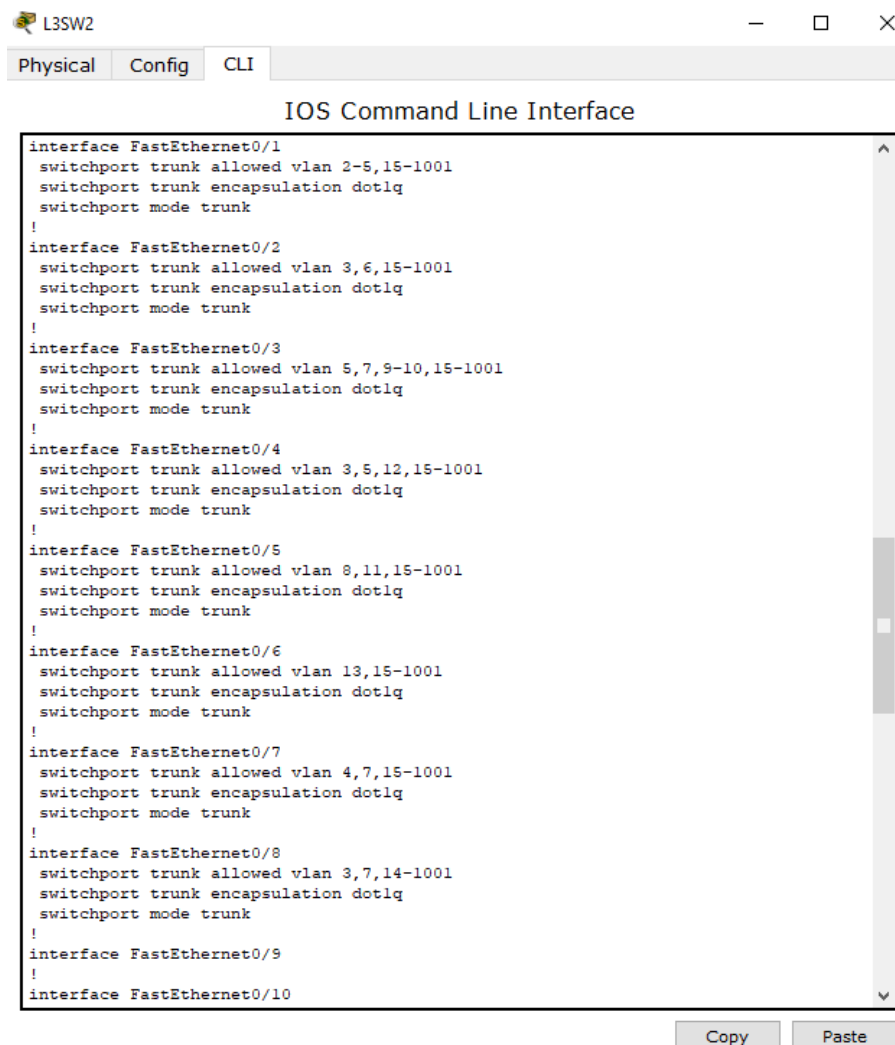 L3SW2
Physical Config CLI
IOS Command Line Interface
interface FastEthernet0/1
switchport trunk allowed vlan 2-5,15-1001
switchport trunk encapsulation dot1q
switchport mode trunk
!
interface FastEthernet0/2
switchport trunk allowed vlan 3,6,15-1001
switchport trunk encapsulation dot1q
switchport mode trunk
!
interface FastEthernet0/3
switchport trunk allowed vlan 5,7,9-10,15-1001
switchport trunk encapsulation dot1q
switchport mode trunk
!
interface FastEthernet0/4
switchport trunk allowed vlan 3,5,12,15-1001
switchport trunk encapsulation dot1q
switchport mode trunk
!
interface FastEthernet0/5
switchport trunk allowed vlan 8,11,15-1001
switchport trunk encapsulation dot1q
switchport mode trunk
!
interface FastEthernet0/6
switchport trunk allowed vlan 13,15-1001
switchport trunk encapsulation dot1q
switchport mode trunk
!
interface FastEthernet0/7
switchport trunk allowed vlan 4,7,15-1001
switchport trunk encapsulation dot1q
switchport mode trunk
!
interface FastEthernet0/8
switchport trunk allowed vlan 3,7,14-1001
switchport trunk encapsulation dot1q
switchport mode trunk
!
interface FastEthernet0/9
!
interface FastEthernet0/10
Copy Paste